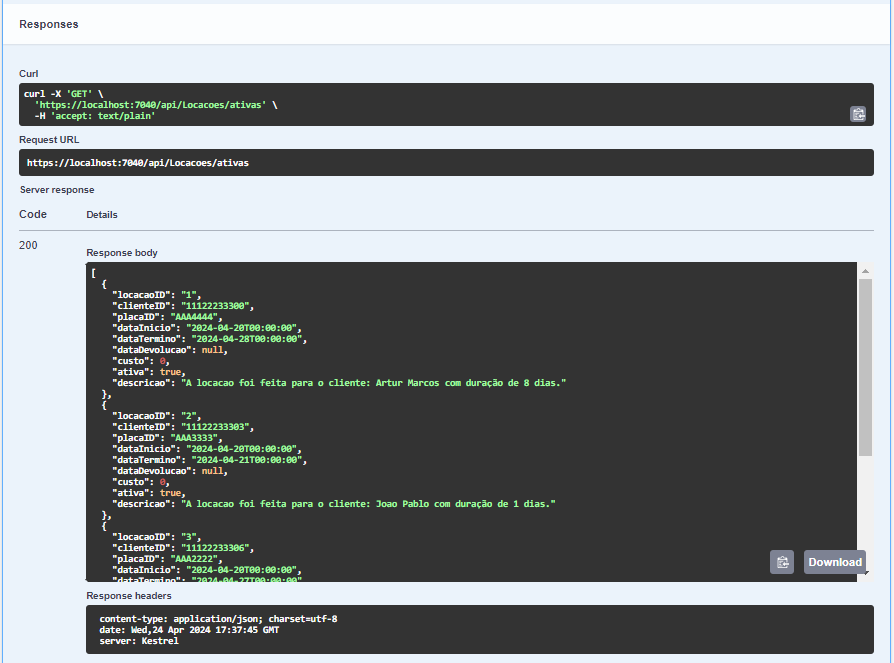 Responses
Curl
curl -X 'GET' \
  'https://localhost:7040/api/Locacoes/ativas' \
  -H 'accept: text/plain'
Request URL
https://localhost:7040/api/Locacoes/ativas
Server response
Code Details
200
Response body
[
  {
    "locacaoID": "1",
    "clienteID": "11122233300",
    "placaID": "AAA4444",
    "dataInicio": "2024-04-20T00:00:00",
    "dataTermino": "2024-04-28T00:00:00",
    "dataDevolucao": null,
    "custo": 0,
    "ativa": true,
    "descricao": "A locacao foi feita para o cliente: Artur Marcos com duração de 8 dias."
  },
  {
    "locacaoID": "2",
    "clienteID": "11122233303",
    "placaID": "AAA3333",
    "dataInicio": "2024-04-20T00:00:00",
    "dataTermino": "2024-04-21T00:00:00",
    "dataDevolucao": null,
    "custo": 0,
    "ativa": true,
    "descricao": "A locacao foi feita para o cliente: Joao Pablo com duração de 1 dias."
  },
  {
    "locacaoID": "3",
    "clienteID": "11122233306",
    "placaID": "AAA2222",
    "dataInicio": "2024-04-20T00:00:00",
    "dataTermino": "2024-04-27T00:00:00",
Download
Response headers
content-type: application/json; charset=utf-8
date: Wed,24 Apr 2024 17:37:45 GMT
server: Kestrel